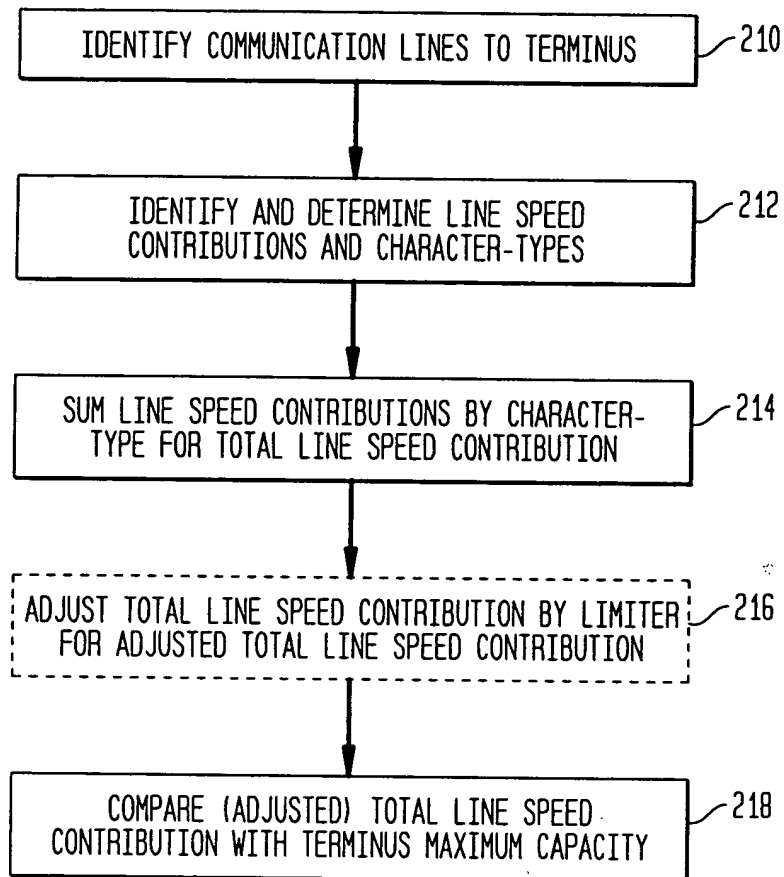 IDENTIFY COMMUNICATION LINES TO TERMINUS
210
IDENTIFY AND DETERMINE LINE SPEED
CONTRIBUTIONS AND CHARACTER-TYPES
212
SUM LINE SPEED CONTRIBUTIONS BY CHARACTER-
TYPE FOR TOTAL LINE SPEED CONTRIBUTION
214
ADJUST TOTAL LINE SPEED CONTRIBUTION BY LIMITER
FOR ADJUSTED TOTAL LINE SPEED CONTRIBUTION
216
COMPARE (ADJUSTED) TOTAL LINE SPEED
CONTRIBUTION WITH TERMINUS MAXIMUM CAPACITY
218